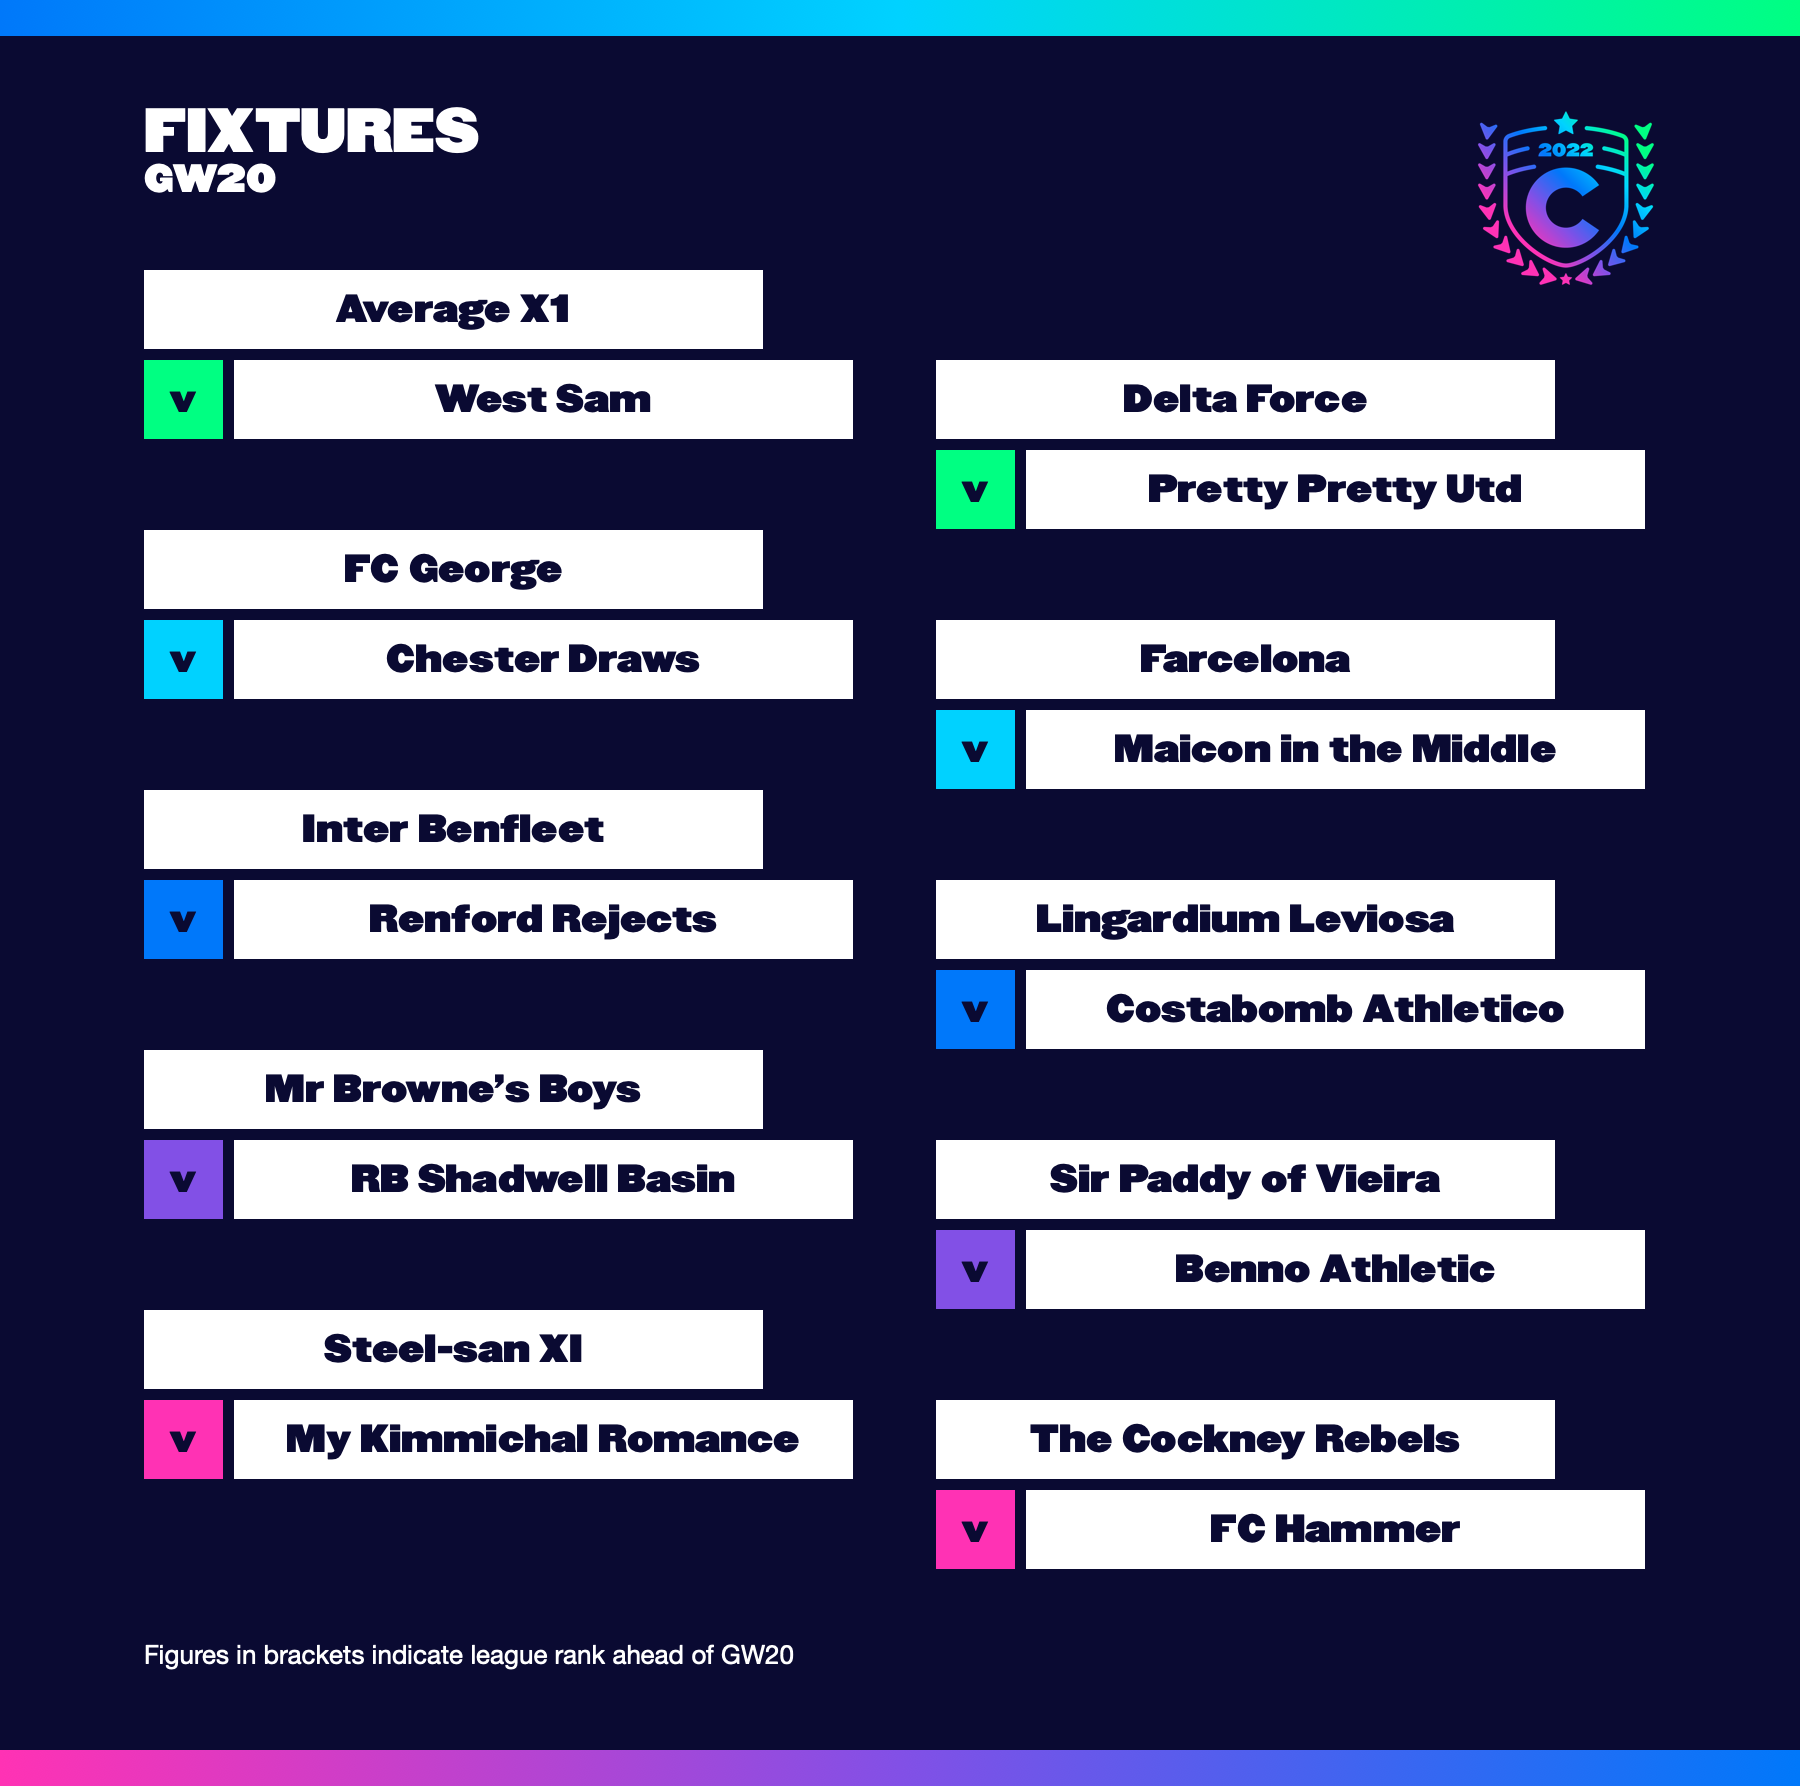 FIXTURES
GW20
2022
C
Average X1
v
West Sam
FC George
v
Chester Draws
Inter Benfleet
v
Renford Rejects
Mr Browne’s Boys
v
RB Shadwell Basin
Steel-san XI
v
My Kimmichal Romance
Delta Force
v
Pretty Pretty Utd
Farcelona
v
Maicon in the Middle
Lingardium Leviosa
v
Costabomb Athletico
Sir Paddy of Vieira
v
Benno Athletic
The Cockney Rebels
v
FC Hammer
Figures in brackets indicate league rank ahead of GW20